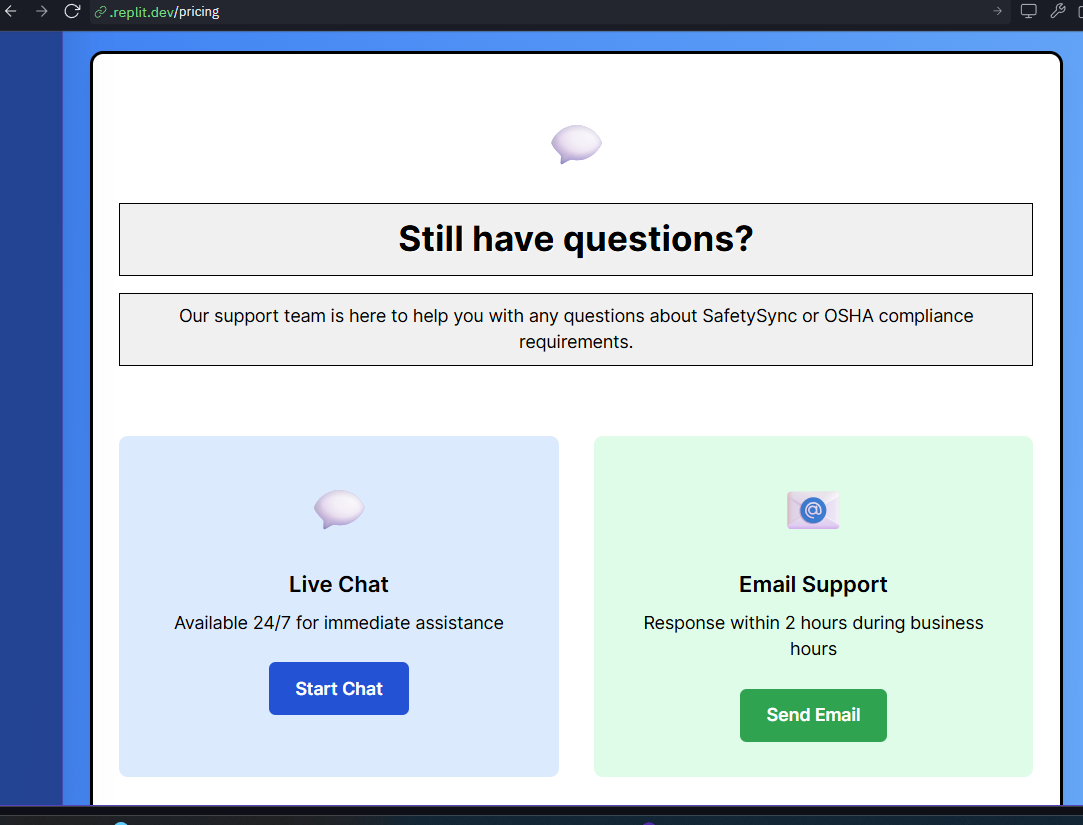 .replit.dev/pricing
Still have questions?
Our support team is here to help you with any questions about SafetySync or OSHA compliance
requirements.
@
Live Chat
Available 24/7 for immediate assistance
Start Chat
Email Support
Response within 2 hours during business
hours
Send Email